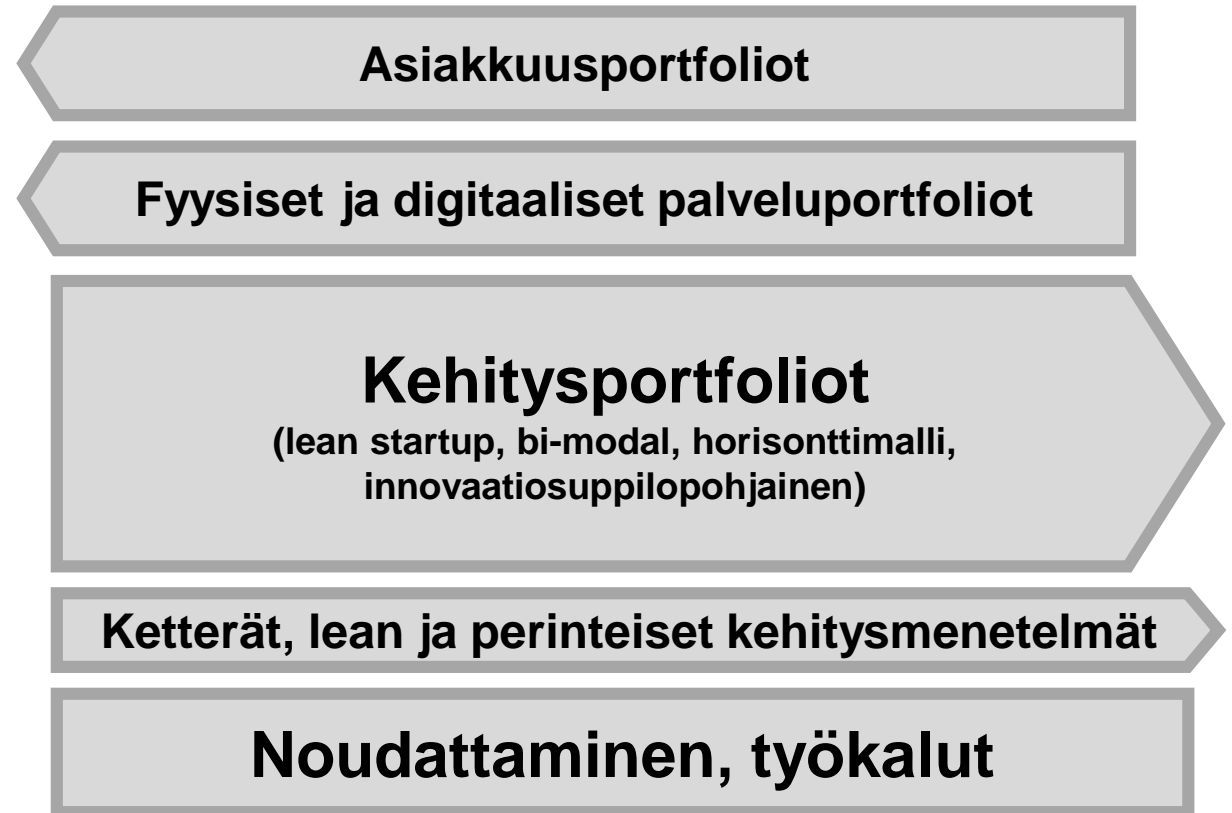 Asiakkuusportfoliot
Fyysiset ja digitaaliset palveluportfoliot
Kehitysportfoliot
(lean startup, bi-modal, horisonttimalli,
innovaatiosuppilopohjainen)
Ketterät, lean ja perinteiset kehitysmenetelmät
Noudattaminen, työkalut